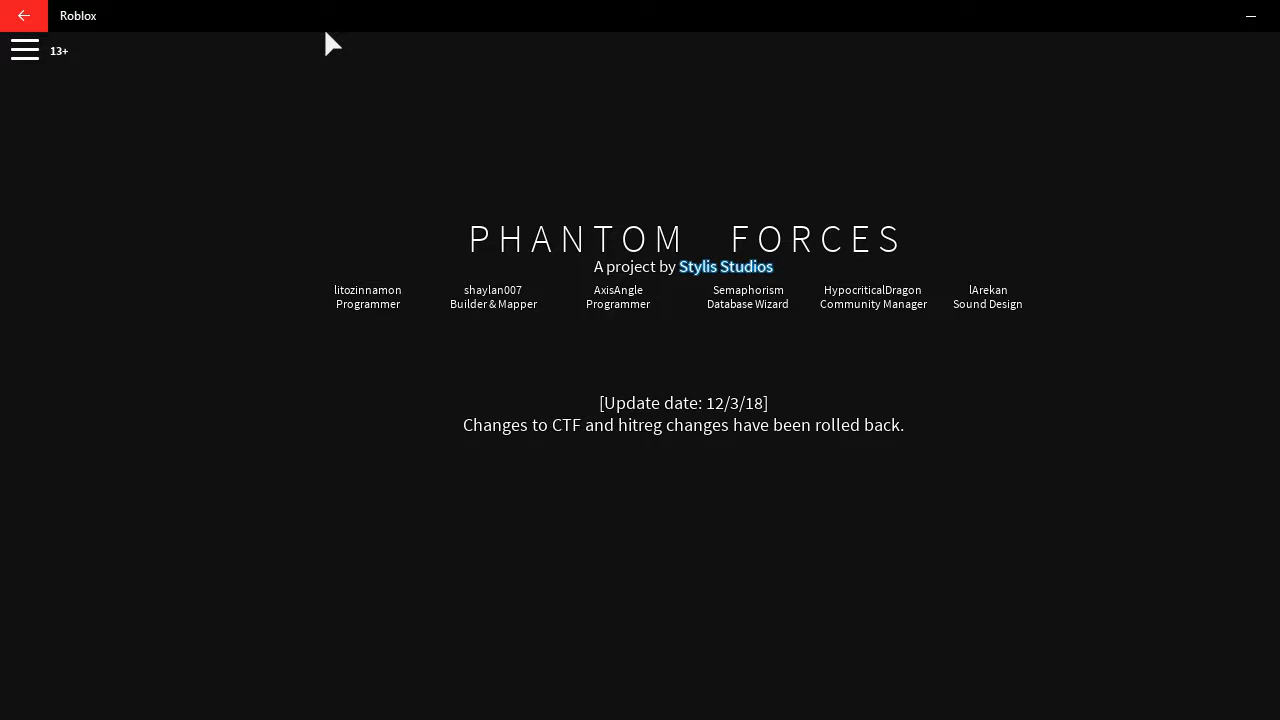 Roblox
13+
PHANTOM FORCES
A project by Stylis Studios
litozinnamon shaylan007 AxisAngle Semaphorism HypocriticalDragon lArekan
Programmer Builder & Mapper Programmer Database Wizard Community Manager Sound Design
[Update date: 12/3/18]
Changes to CTF and hitreg changes have been rolled back.